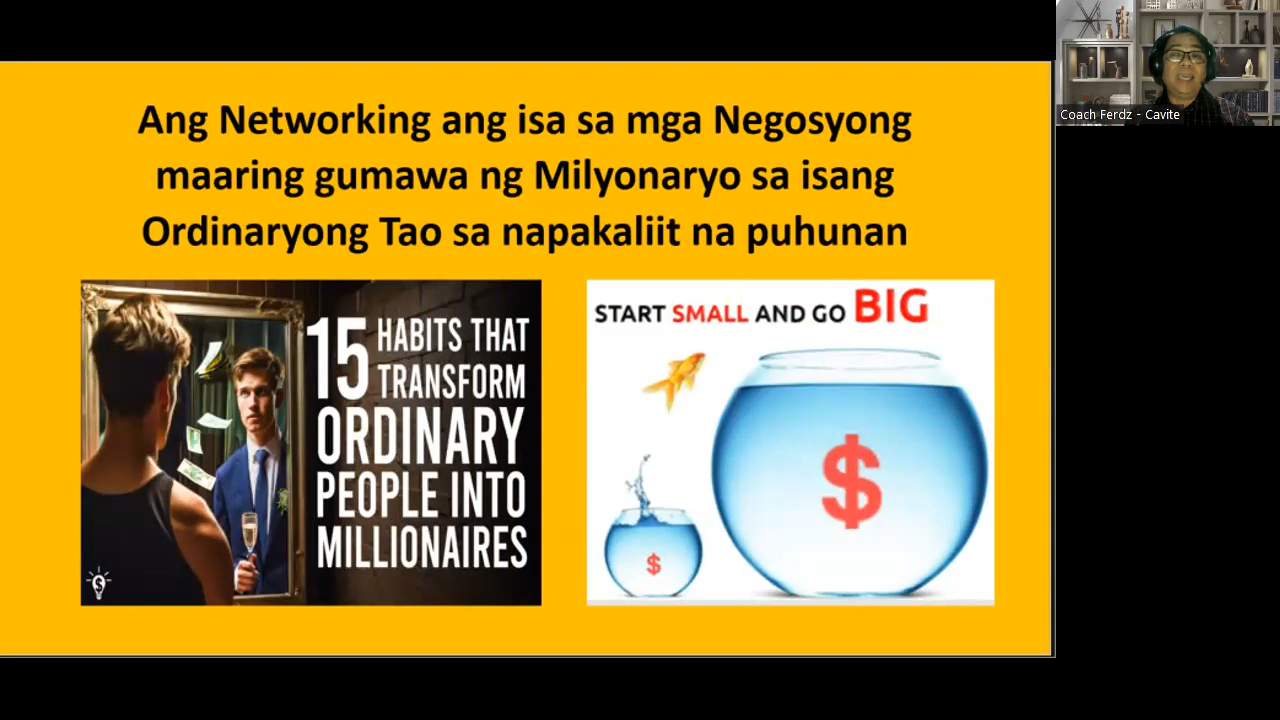 Ang Networking ang isa sa mga Negosyong
maaring gumawa ng Milyonaryo sa isang
Ordinaryong Tao sa napakaliit na puhunan
15 HABITS THAT
TRANSFORM
ORDINARY
PEOPLE INTO
MILLIONAIRES
START SMALL AND GO BIG
$
$
Coach Ferdz - Cavite